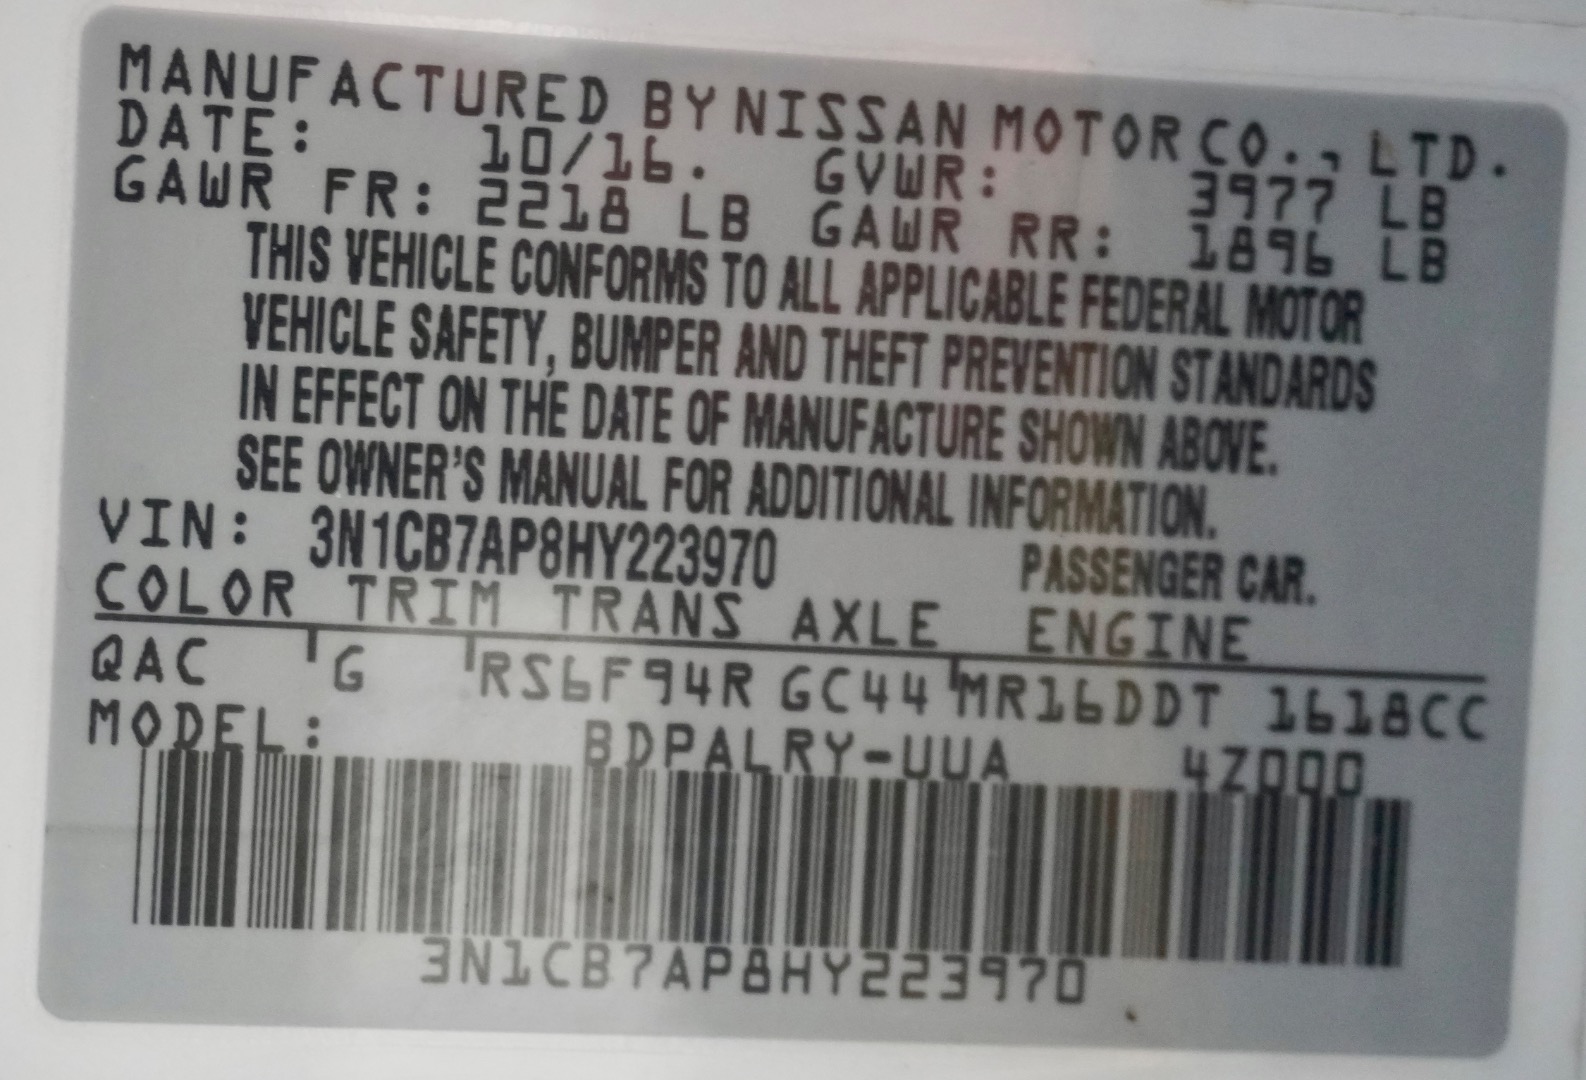 MANUFACTURED BY NISSAN MOTOR CO., LTD.
DATE: 10/16. GVWR: 3977 LB
GAWR FR: 2218 LB GAWR RR: 1896 LB
THIS VEHICLE CONFORMS TO ALL APPLICABLE FEDERAL MOTOR
VEHICLE SAFETY, BUMPER AND THEFT PREVENTION STANDARDS
IN EFFECT ON THE DATE OF MANUFACTURE SHOWN ABOVE.
SEE OWNER'S MANUAL FOR ADDITIONAL INFORMATION.
VIN: 3N1CB7AP8HY223970 PASSENGER CAR.
COLOR TRIM TRANS AXLE ENGINE
QAC G RS6F94R GC44 MR16DDT 1618CC
MODEL: BDPALRY-UUA 4Z000
3N1CB7AP8HY223970